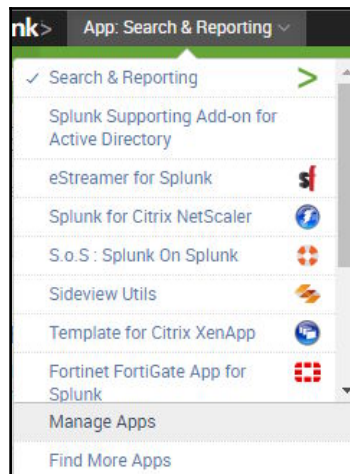 nk> App: Search & Reporting
Search & Reporting
Splunk Supporting Add-on for
Active Directory
eStreamer for Splunk
Splunk for Citrix NetScaler
S.o.S : Splunk On Splunk
Sideview Utils
Template for Citrix XenApp
Fortinet FortiGate App for
Splunk
Manage Apps
Find More Apps